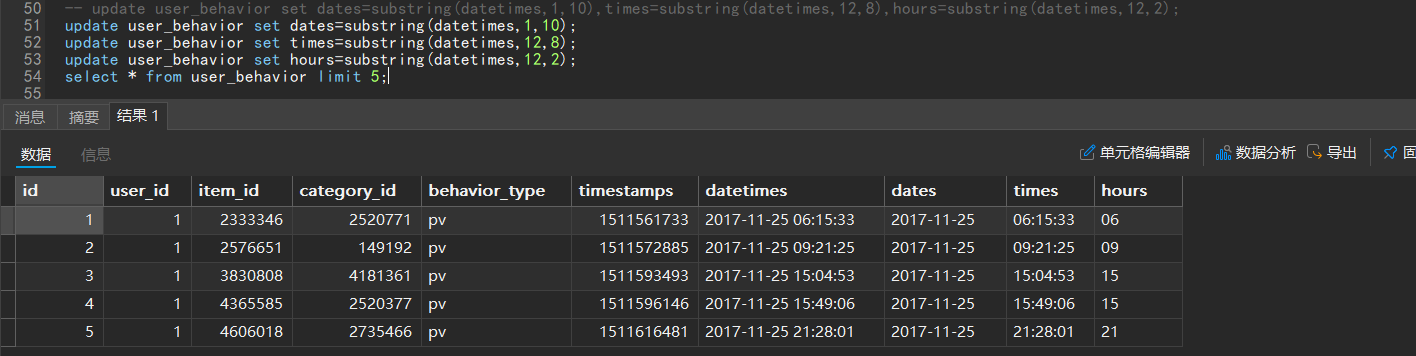 50 -- update user_behavior set dates=substring(datetimes,1,10),times=substring(datetimes,12,8),hours=substring(datetimes,12,2);
51 update user_behavior set dates=substring(datetimes,1,10);
52 update user_behavior set times=substring(datetimes,12,8);
53 update user_behavior set hours=substring(datetimes,12,2);
54 select * from user_behavior limit 5;
55
消息 摘要 结果 1
数据 信息 单元格编辑器 数据分析 导出
id user_id item_id category_id behavior_type timestamps datetimes dates times hours
1 1 2333346 2520771 pv 1511561733 2017-11-25 06:15:33 2017-11-25 06:15:33 06
2 1 2576651 149192 pv 1511572885 2017-11-25 09:21:25 2017-11-25 09:21:25 09
3 1 3830808 4181361 pv 1511593493 2017-11-25 15:04:53 2017-11-25 15:04:53 15
4 1 4365585 2520377 pv 1511596146 2017-11-25 15:49:06 2017-11-25 15:49:06 15
5 1 4606018 2735466 pv 1511616481 2017-11-25 21:28:01 2017-11-25 21:28:01 21